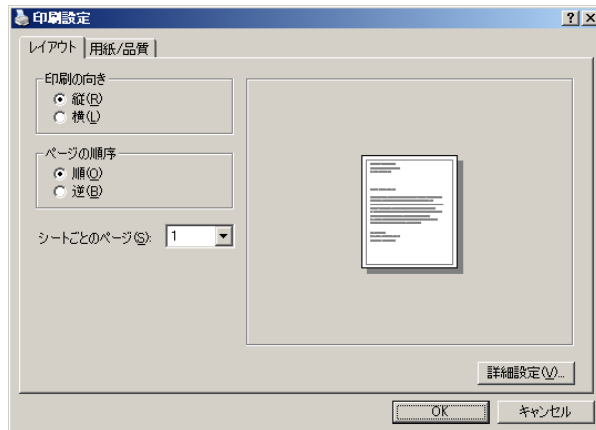 印刷設定
レイアウト 用紙/品質
印刷の向き
縦(R)
横(L)
ページの順序
順(O)
逆(B)
シートごとのページ(S): 1
詳細設定(V)...
OK キャンセル